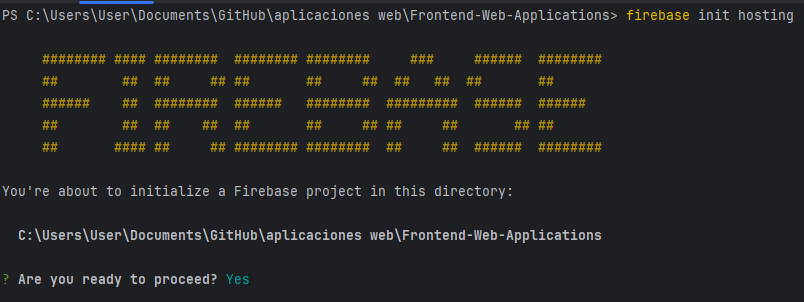 PS C:\Users\User\Documents\GitHub\aplicaciones web\Frontend-Web-Applications> firebase init hosting
######## #### ######## ######## ########     ###     ######  ########
##        ##  ##     ## ##       ##     ##  ##   ##  ##       ##
######    ##  ########  ######   ########  #########  ######  ######
##        ##  ##    ##  ##       ##     ## ##     ##       ## ##
##       #### ##     ## ######## ########  ##     ##  ######  ########
You're about to initialize a Firebase project in this directory:
C:\Users\User\Documents\GitHub\aplicaciones web\Frontend-Web-Applications
? Are you ready to proceed? Yes